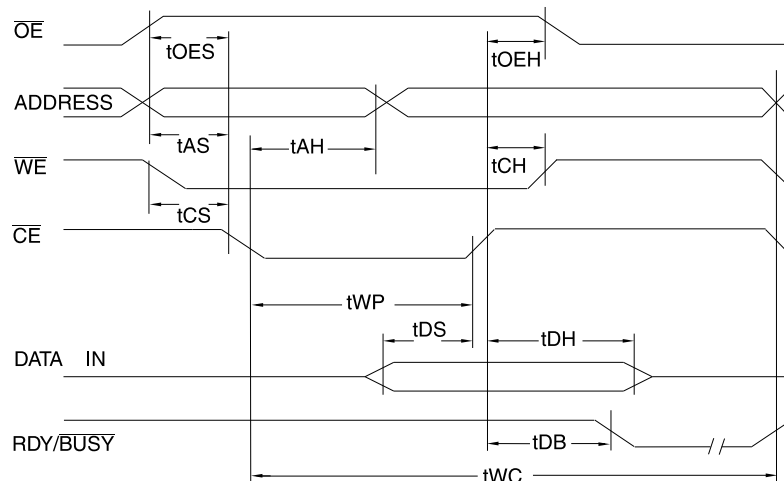 OE
tOES
tOEH
ADDRESS
tAS
tAH
tCH
WE
tCS
CE
tWP
tDS
tDH
DATA IN
RDY/BUSY
tDB
tWC